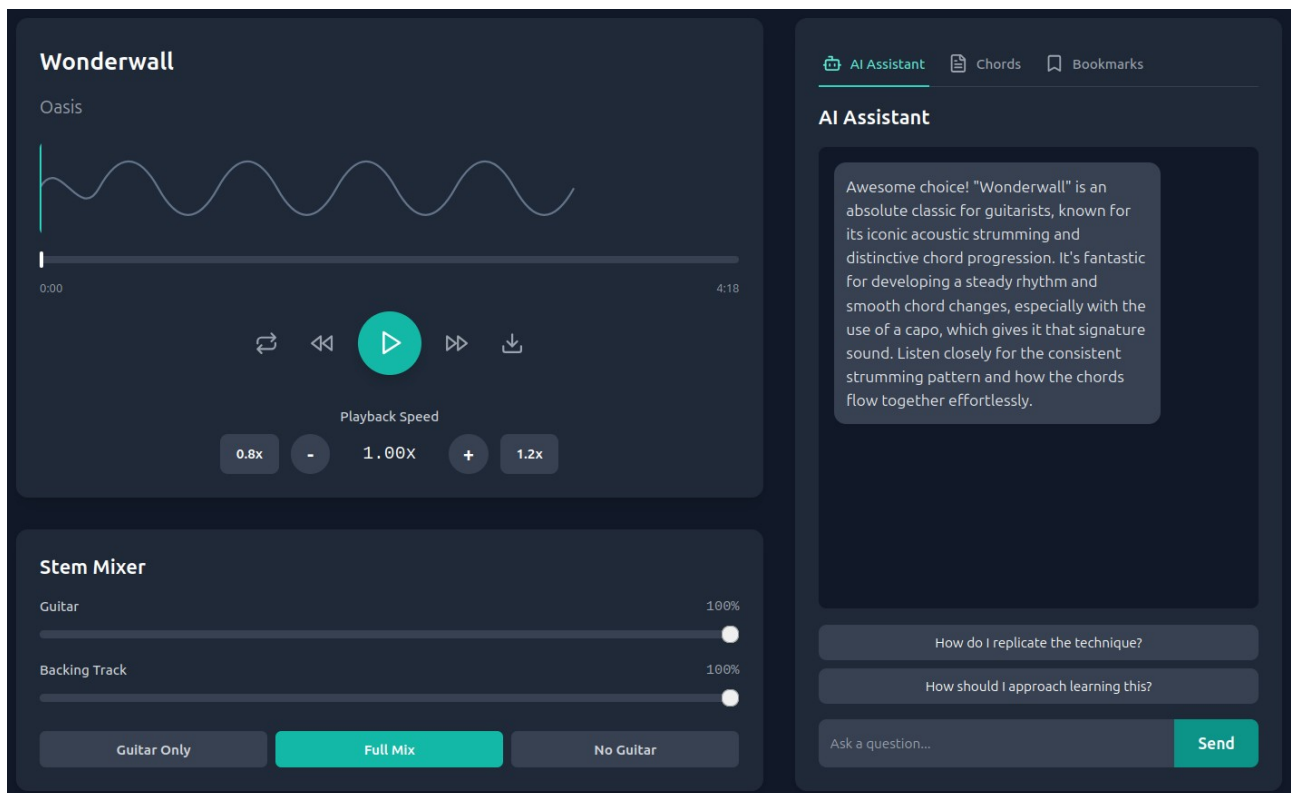 Wonderwall
Oasis
0:00
4:18
Playback Speed
0.8x
-
1.00x
+
1.2x
Stem Mixer
Guitar
100%
Backing Track
100%
Guitar Only
Full Mix
No Guitar
AI Assistant
Chords
Bookmarks
AI Assistant
Awesome choice! "Wonderwall" is an
absolute classic for guitarists, known for
its iconic acoustic strumming and
distinctive chord progression. It's fantastic
for developing a steady rhythm and
smooth chord changes, especially with the
use of a capo, which gives it that signature
sound. Listen closely for the consistent
strumming pattern and how the chords
flow together effortlessly.
How do I replicate the technique?
How should I approach learning this?
Ask a question...
Send